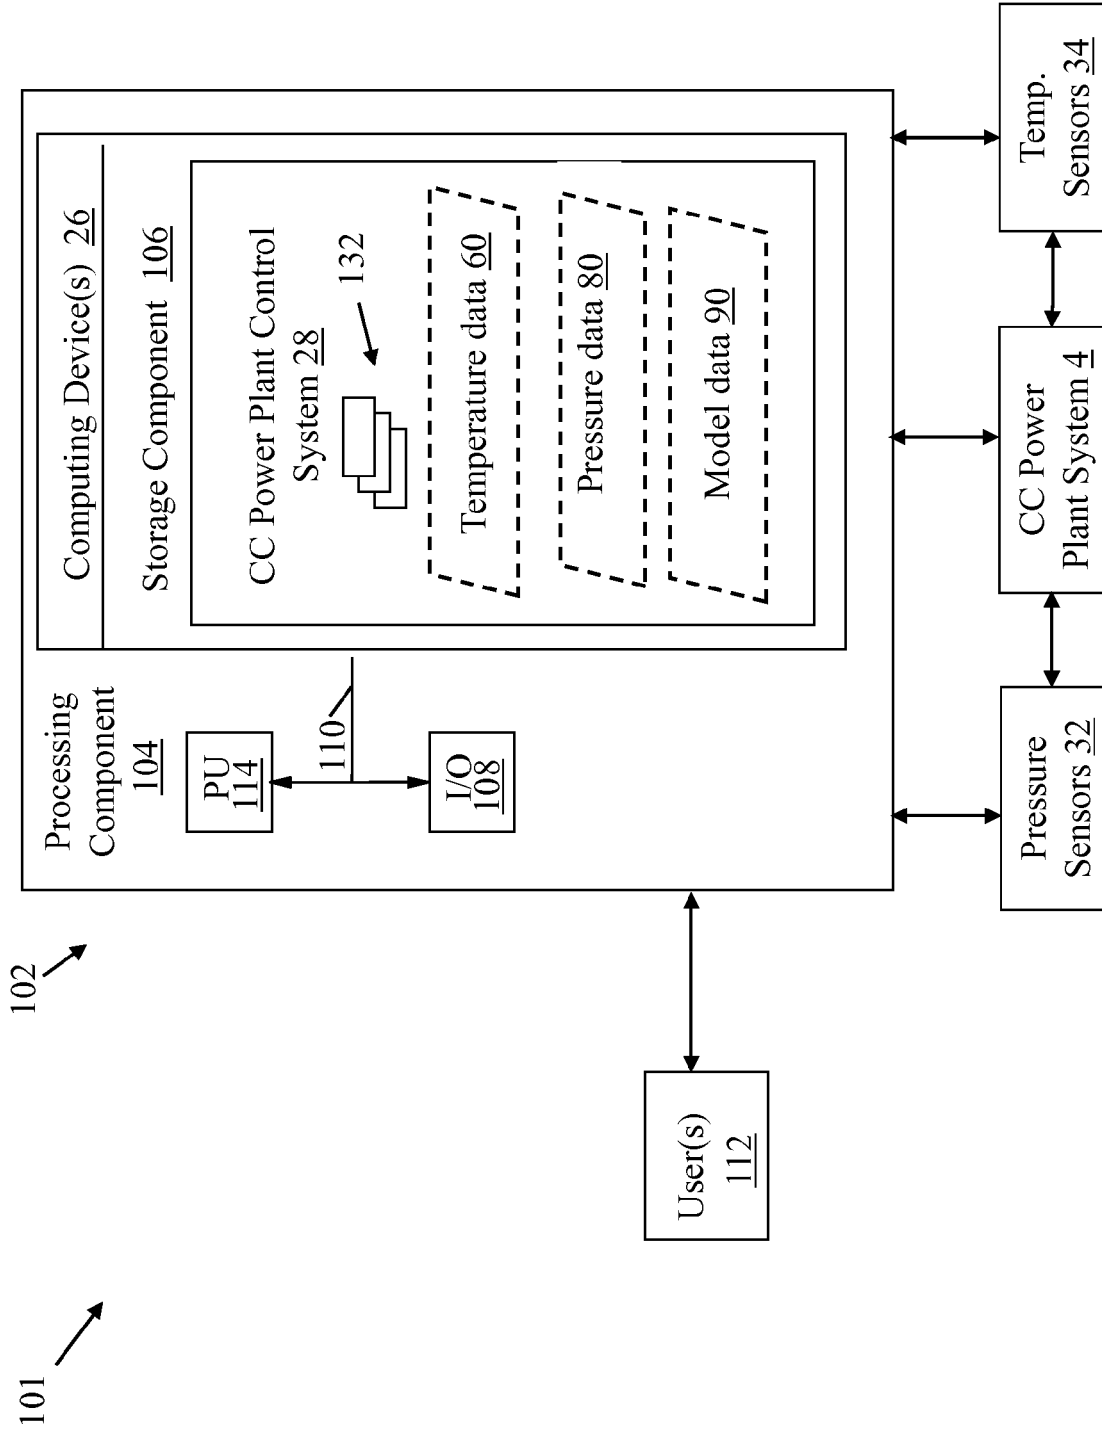 101
102
Processing
Component
104
PU
114
I/O
108
110
Computing Device(s) 26
Storage Component 106
CC Power Plant Control
System 28
132
Temperature data 60
Pressure data 80
Model data 90
User(s)
112
Pressure
Sensors 32
CC Power
Plant System 4
Temp.
Sensors 34